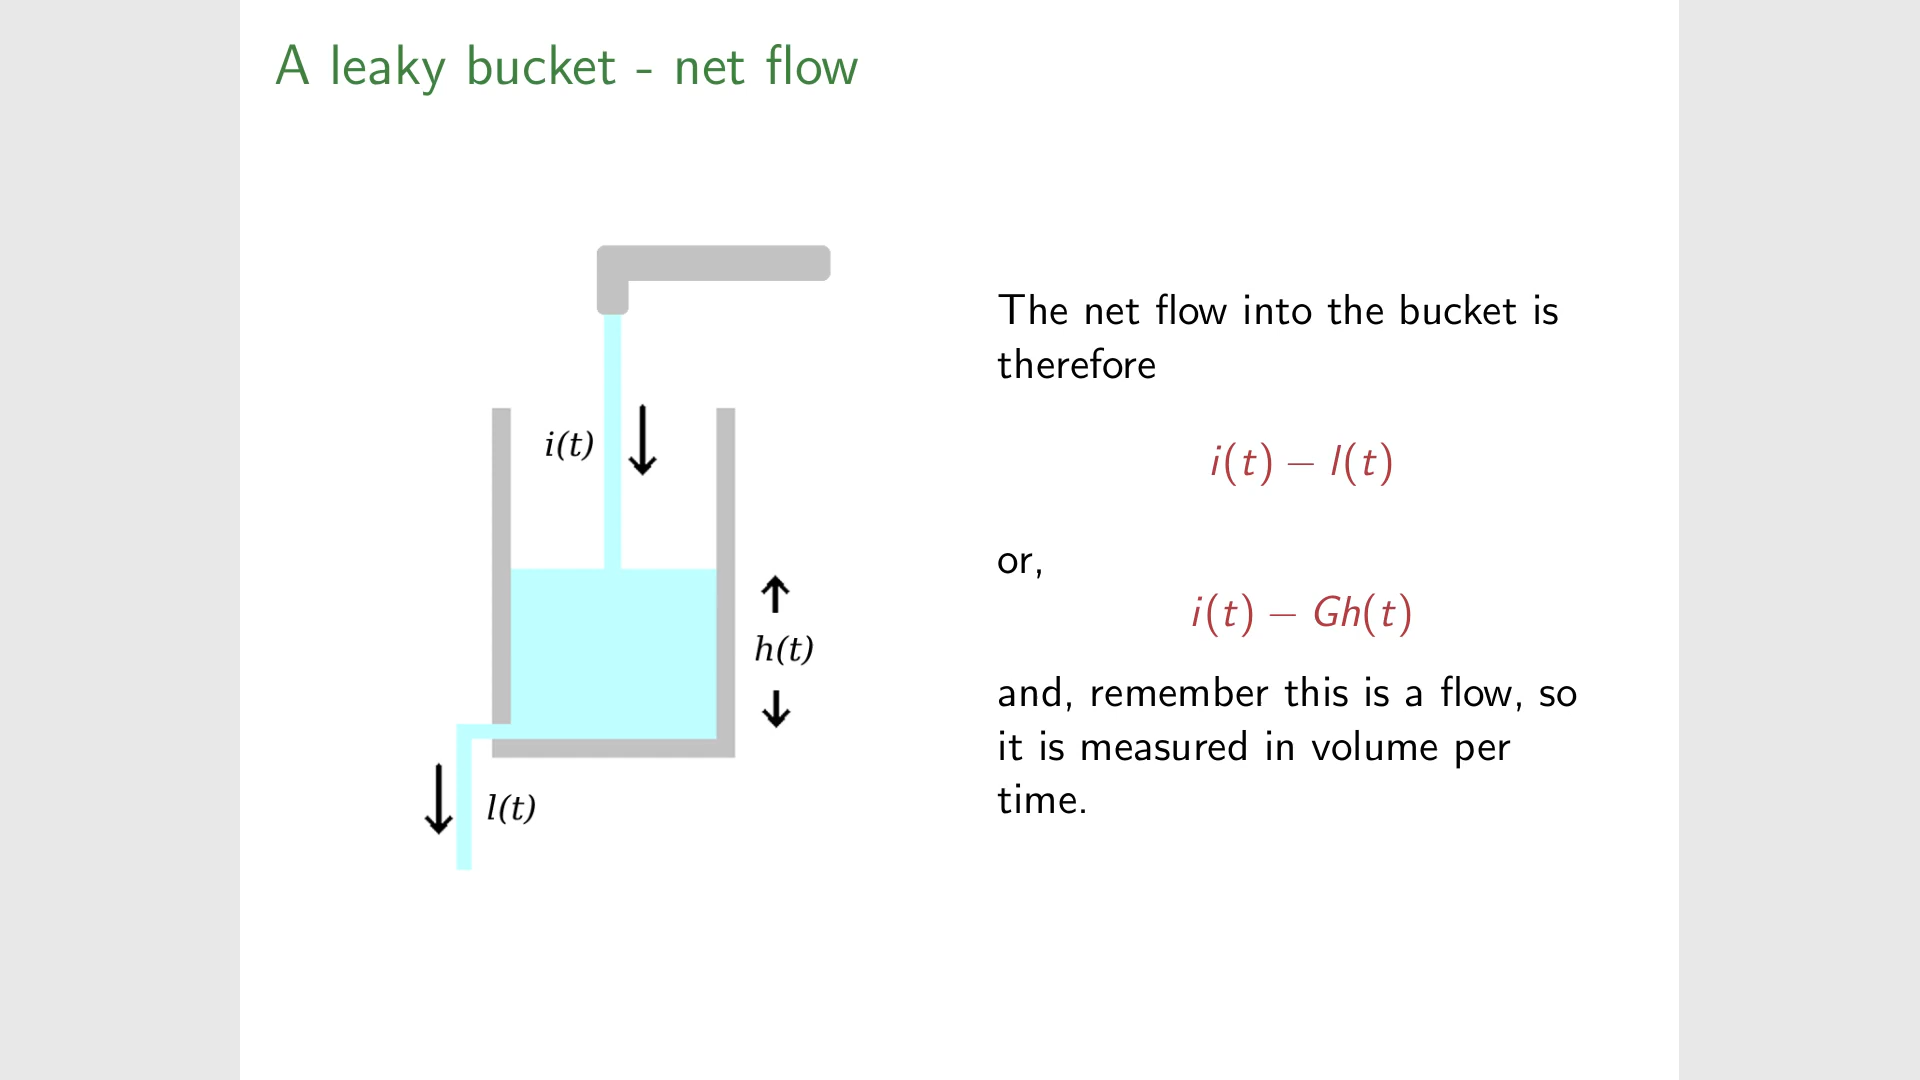 A leaky bucket - net flow
i(t)
h(t)
l(t)
The net flow into the bucket is
therefore
i(t) − l(t)
or,
i(t) − Gh(t)
and, remember this is a flow, so
it is measured in volume per
time.